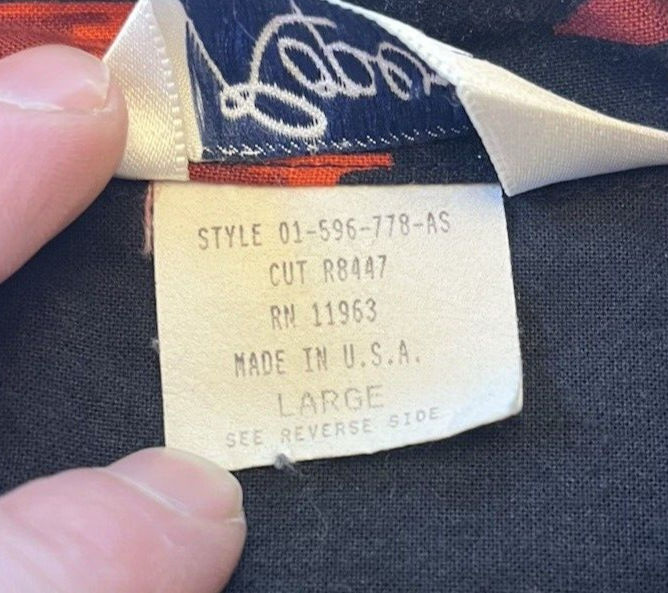 STYLE 01-596-778-AS
CUT R8447
RN 11963
MADE IN U.S.A.
LARGE
SEE REVERSE SIDE